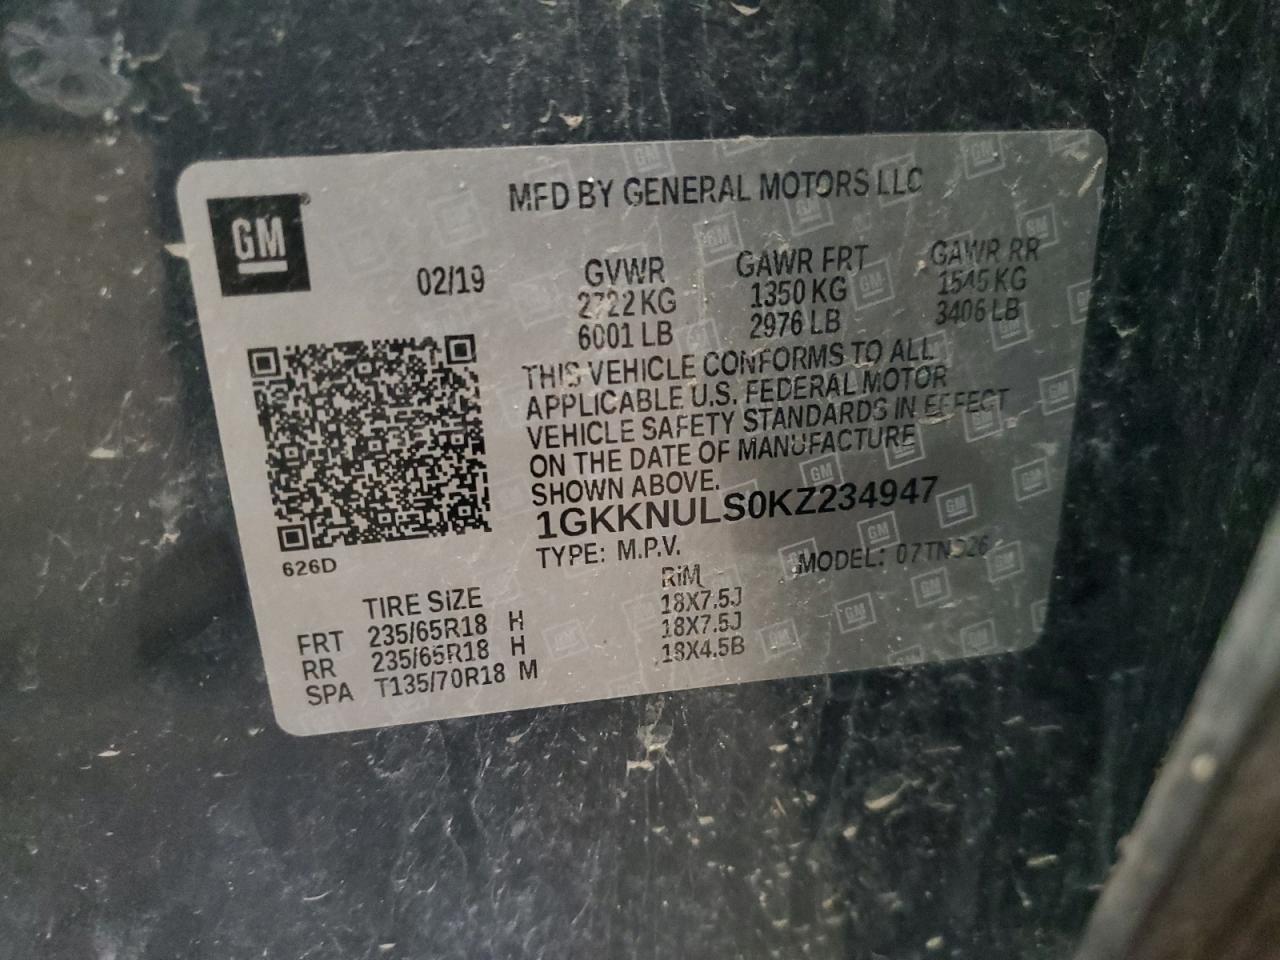 MFD BY GENERAL MOTORS LLC
GM
02/19
GVWR GAWR FRT GAWR RR
2722 KG 1350 KG 1545 KG
6001 LB 2976 LB 3406 LB
THIS VEHICLE CONFORMS TO ALL
APPLICABLE U.S. FEDERAL MOTOR
VEHICLE SAFETY STANDARDS IN EFFECT
ON THE DATE OF MANUFACTURE
SHOWN ABOVE.
1GKKNULS0KZ234947
TYPE: M.P.V. MODEL:
626D
TIRE SIZE RIM
FRT 235/65R18 H 18X7.5J
RR 235/65R18 H 18X7.5J
SPA T135/70R18 M 18X4.5B